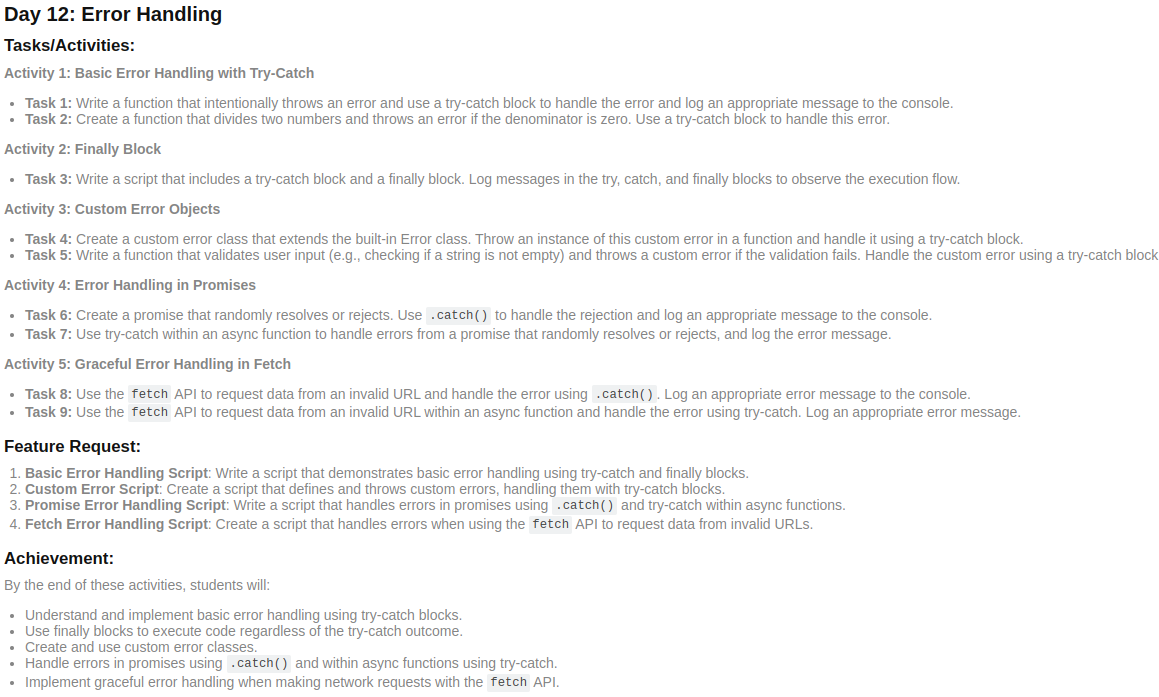 Day 12: Error Handling
Tasks/Activities:
Activity 1: Basic Error Handling with Try-Catch
• Task 1: Write a function that intentionally throws an error and use a try-catch block to handle the error and log an appropriate message to the console.
• Task 2: Create a function that divides two numbers and throws an error if the denominator is zero. Use a try-catch block to handle this error.
Activity 2: Finally Block
• Task 3: Write a script that includes a try-catch block and a finally block. Log messages in the try, catch, and finally blocks to observe the execution flow.
Activity 3: Custom Error Objects
• Task 4: Create a custom error class that extends the built-in Error class. Throw an instance of this custom error in a function and handle it using a try-catch block.
• Task 5: Write a function that validates user input (e.g., checking if a string is not empty) and throws a custom error if the validation fails. Handle the custom error using a try-catch block
Activity 4: Error Handling in Promises
• Task 6: Create a promise that randomly resolves or rejects. Use .catch() to handle the rejection and log an appropriate message to the console.
• Task 7: Use try-catch within an async function to handle errors from a promise that randomly resolves or rejects, and log the error message.
Activity 5: Graceful Error Handling in Fetch
• Task 8: Use the fetch API to request data from an invalid URL and handle the error using .catch(). Log an appropriate error message to the console.
• Task 9: Use the fetch API to request data from an invalid URL within an async function and handle the error using try-catch. Log an appropriate error message.
Feature Request:
1. Basic Error Handling Script: Write a script that demonstrates basic error handling using try-catch and finally blocks.
2. Custom Error Script: Create a script that defines and throws custom errors, handling them with try-catch blocks.
3. Promise Error Handling Script: Write a script that handles errors in promises using .catch() and try-catch within async functions.
4. Fetch Error Handling Script: Create a script that handles errors when using the fetch API to request data from invalid URLs.
Achievement:
By the end of these activities, students will:
• Understand and implement basic error handling using try-catch blocks.
• Use finally blocks to execute code regardless of the try-catch outcome.
• Create and use custom error classes.
• Handle errors in promises using .catch() and within async functions using try-catch.
• Implement graceful error handling when making network requests with the fetch API.